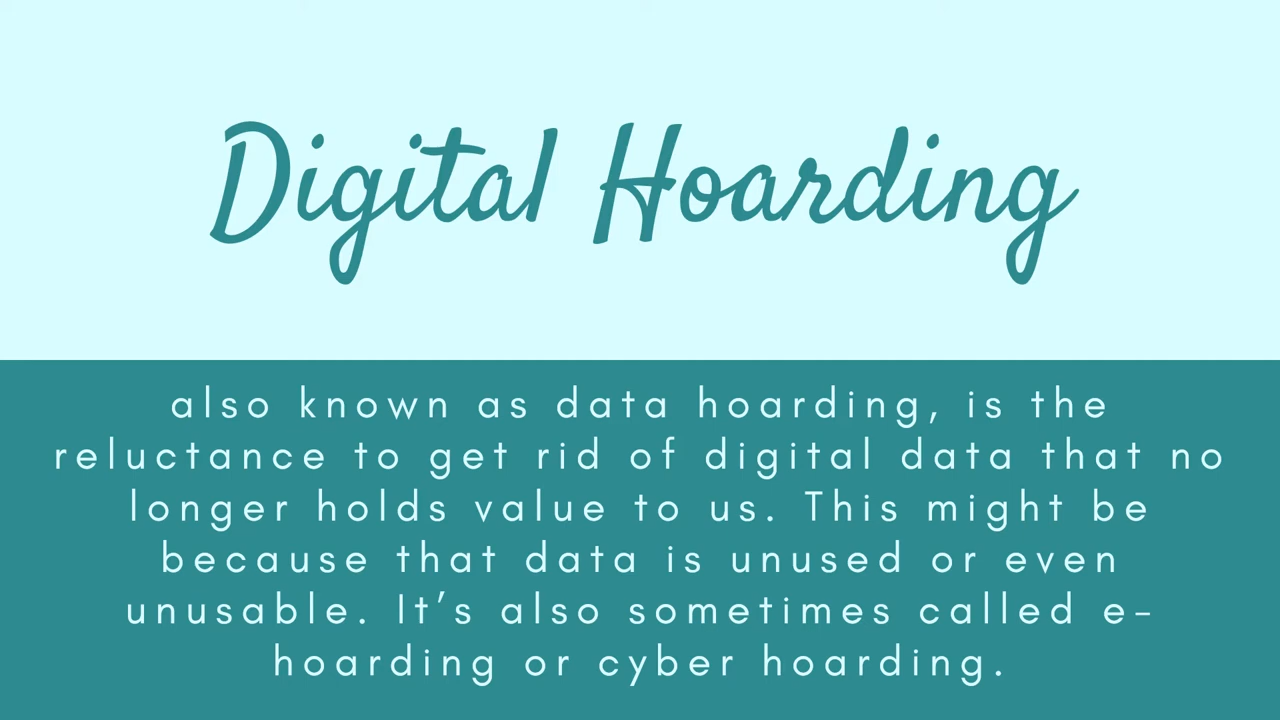 Digital Hoarding
also known as data hoarding, is the
reluctance to get rid of digital data that no
longer holds value to us. This might be
because that data is unused or even
unusable. It’s also sometimes called e-
hoarding or cyber hoarding.